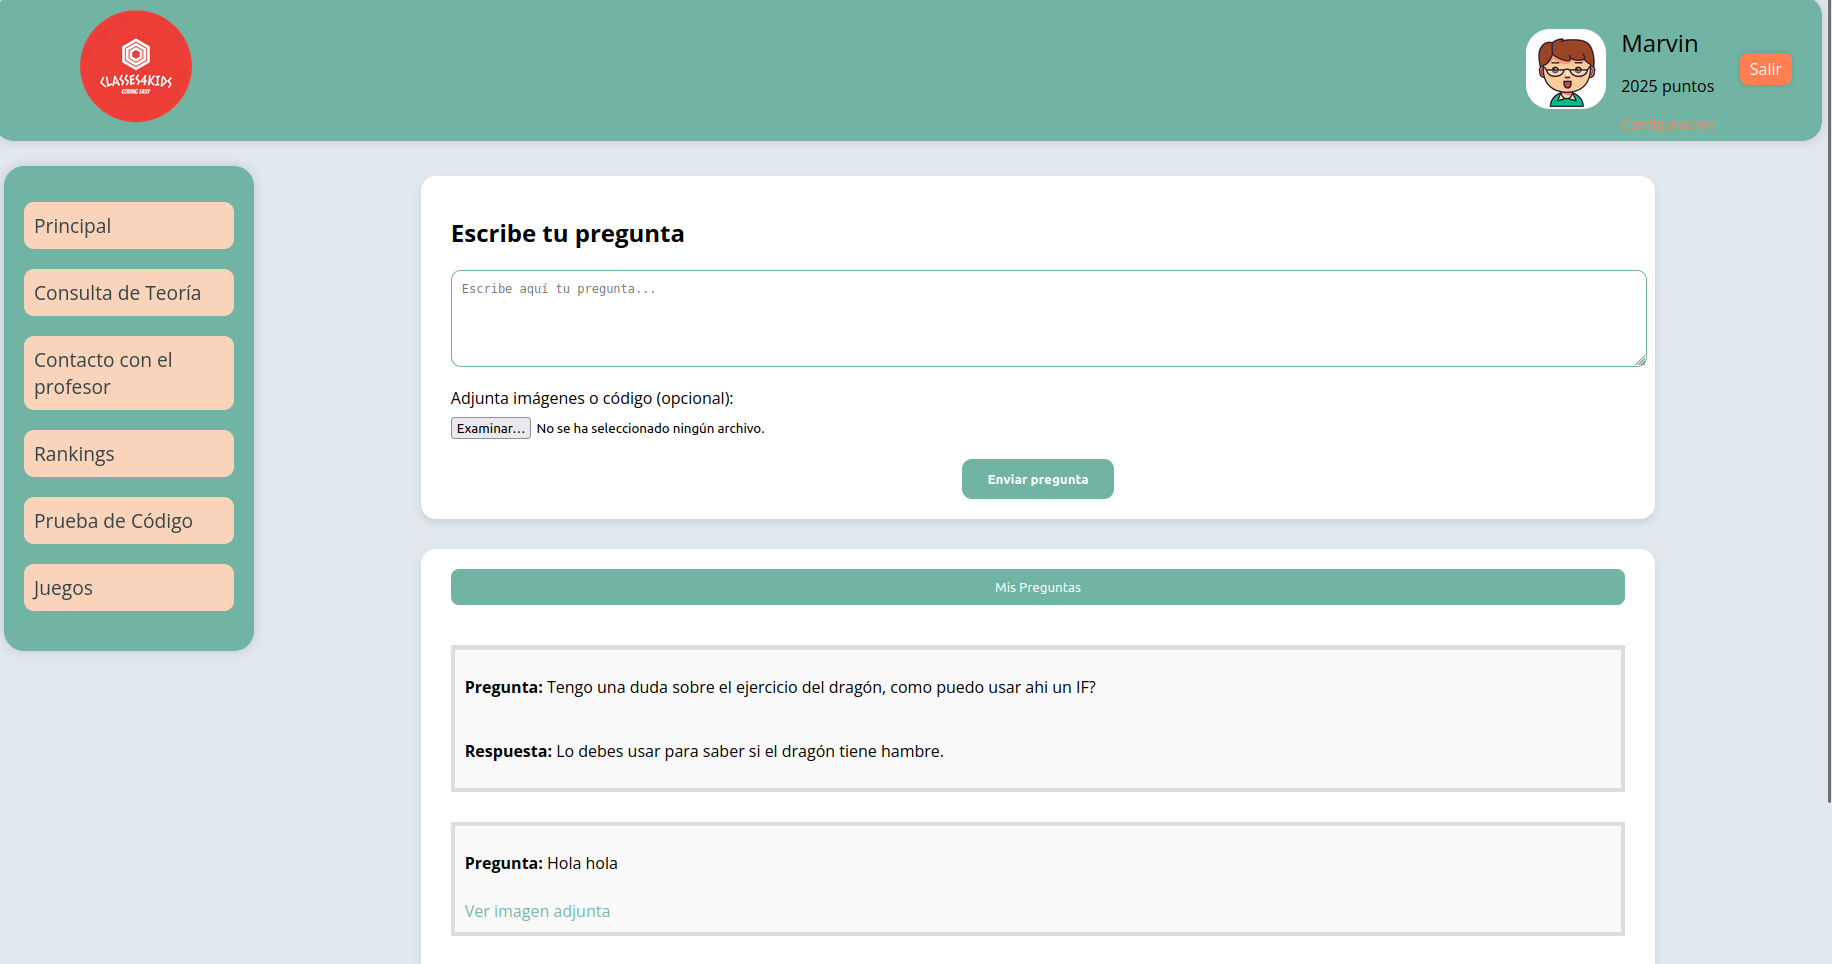 CLASSES4KIDS
CODING EASY
Marvin
2025 puntos
Configuración
Salir
Principal
Consulta de Teoría
Contacto con el
profesor
Rankings
Prueba de Código
Juegos
Escribe tu pregunta
Escribe aquí tu pregunta...
Adjunta imágenes o código (opcional):
Examinar... No se ha seleccionado ningún archivo.
Enviar pregunta
Mis Preguntas
Pregunta: Tengo una duda sobre el ejercicio del dragón, como puedo usar ahi un IF?
Respuesta: Lo debes usar para saber si el dragón tiene hambre.
Pregunta: Hola hola
Ver imagen adjunta